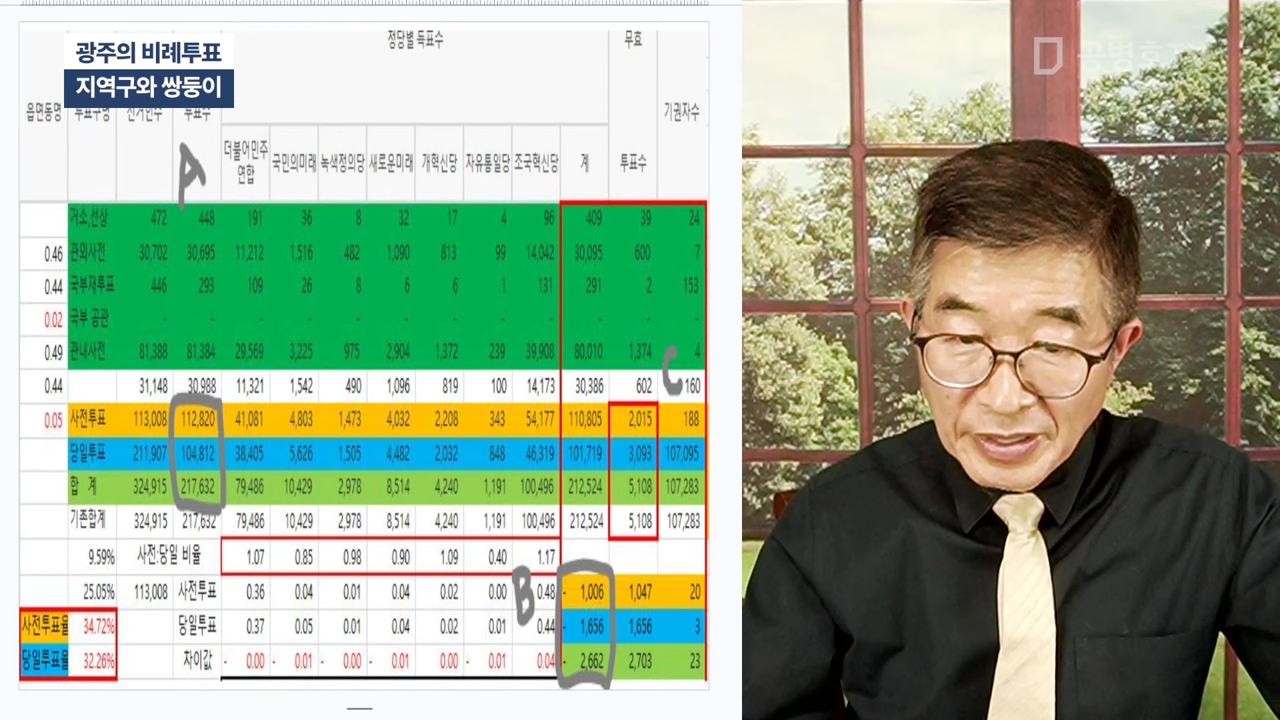 광주의 비례투표
지역구와 쌍둥이
정당별 득표수 무효
읍면동명 투표구명 선거인수 투표수 기권자수
더불어민주연합 국민의미래 녹색정의당 새로운미래 개혁신당 자유통일당 조국혁신당 계 투표수
A
거소,선상 472 448 191 36 8 32 17 4 96 409 39 24
0.46 관외사전 30,702 30,695 11,212 1,516 482 1,090 813 99 14,042 30,095 600 7
0.44 국부재투표 446 293 109 26 8 6 6 1 131 291 2 153
0.02 국부 공관 - - - - - - - - - - - -
0.49 관내사전 81,388 81,384 29,569 3,225 975 2,904 1,372 239 39,908 80,010 1,374 4
C
0.44 31,148 30,988 11,321 1,542 490 1,096 819 100 14,173 30,386 602 160
0.05 사전투표 113,008 112,820 41,081 4,803 1,473 4,032 2,208 343 54,177 110,805 2,015 188
당일투표 211,907 104,812 38,405 5,626 1,505 4,482 2,032 848 46,319 101,719 3,093 107,095
합 계 324,915 217,632 79,486 10,429 2,978 8,514 4,240 1,191 100,496 212,524 5,108 107,283
기존합계 324,915 217,632 79,486 10,429 2,978 8,514 4,240 1,191 100,496 212,524 5,108 107,283
9.59% 사전:당일 비율 1.07 0.85 0.98 0.90 1.09 0.40 1.17
B
25.05% 113,008 사전투표 0.36 0.04 0.01 0.04 0.02 0.00 0.48 - 1,006 1,047 20
사전투표율 34.72% 당일투표 0.37 0.05 0.01 0.04 0.02 0.01 0.44 - 1,656 1,656 3
당일투표율 32.26% 차이값 - 0.00 - 0.01 - 0.00 - 0.01 0.00 - 0.01 0.04 - 2,662 2,703 23